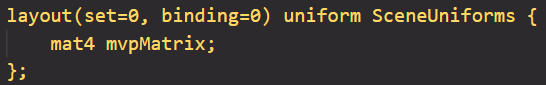 layout(set=0, binding=0) uniform SceneUniforms {
    mat4 mvpMatrix;
};